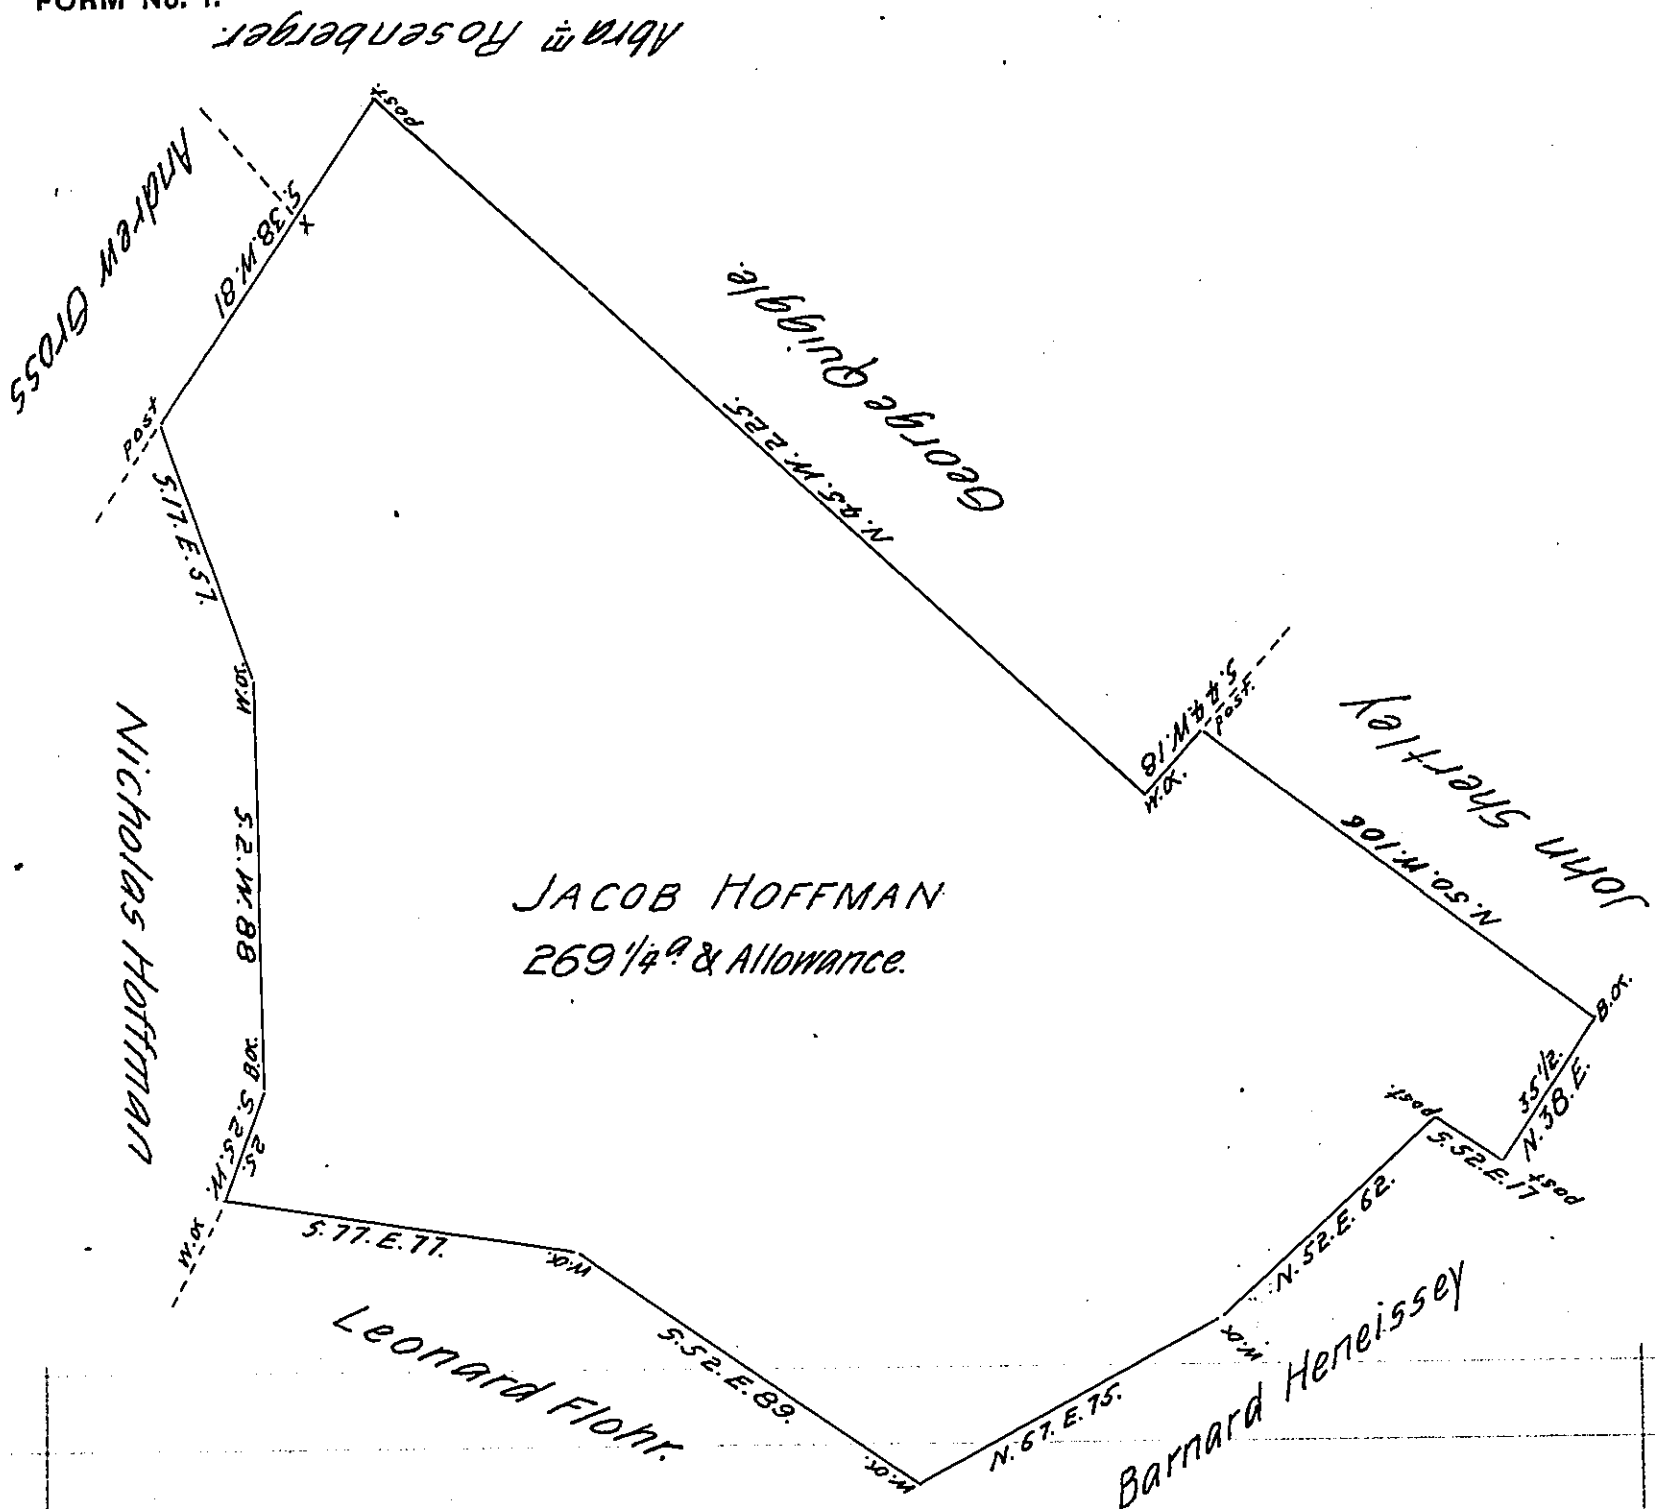 FORM No. 1.
Abram Rosenberger.
post.
Andrew Gross
S. 38. W. 81
x
George Quiggle.
N. 45. W. 225.
post
S. 17. E. 57.
S. 44. W. 18
post.
W.O.
John Shertley
N. 50. W. 106
W.O.
Nicholas Hoffman
S. 2. W. 88
JACOB HOFFMAN
269 1/4 a. & Allowance.
B.O.
B.O.
35 1/2.
N. 38. E.
S. 25. W.
25.
post.
S. 52. E. 17
post
W.O.
S. 77. E. 77.
W.O.
N. 52. E. 62.
W.O.
Leonard Flohr.
S. 52. E. 89.
N. 67. E. 75.
Barnard Heneissey
W.O.